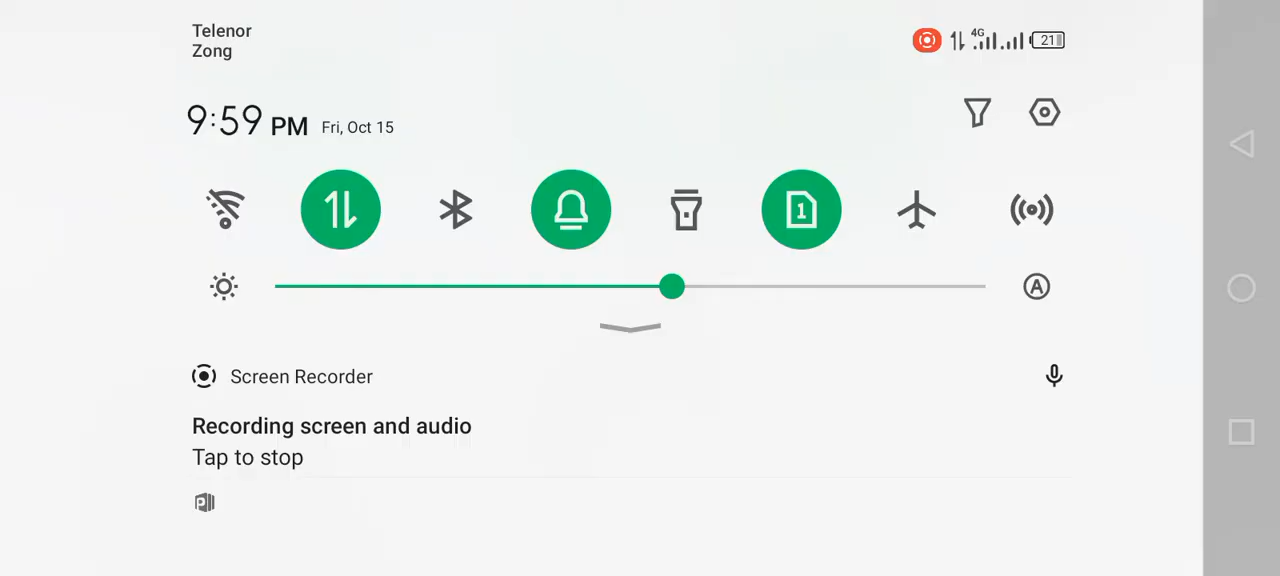 Telenor
Zong
4G
21
9:59 PM Fri, Oct 15
1
A
Screen Recorder
Recording screen and audio
Tap to stop